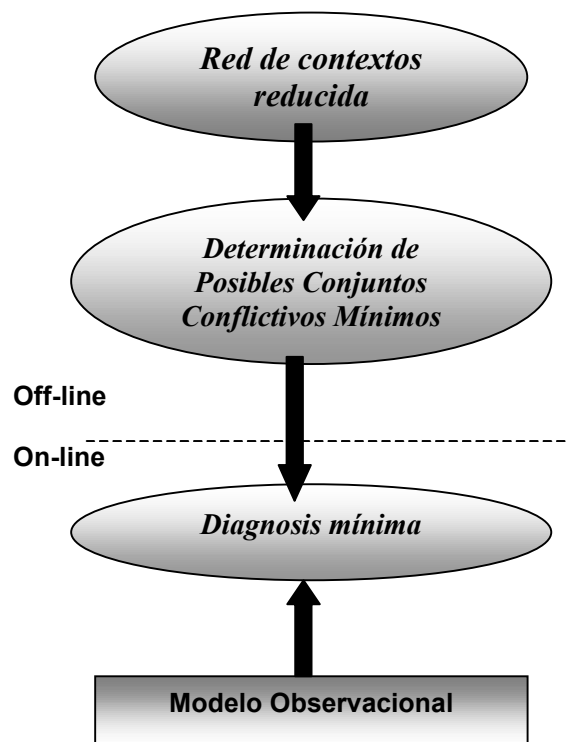 Red de contextos
reducida
Determinación de
Posibles Conjuntos
Conflictivos Mínimos
Off-line
On-line
Diagnosis mínima
Modelo Observacional